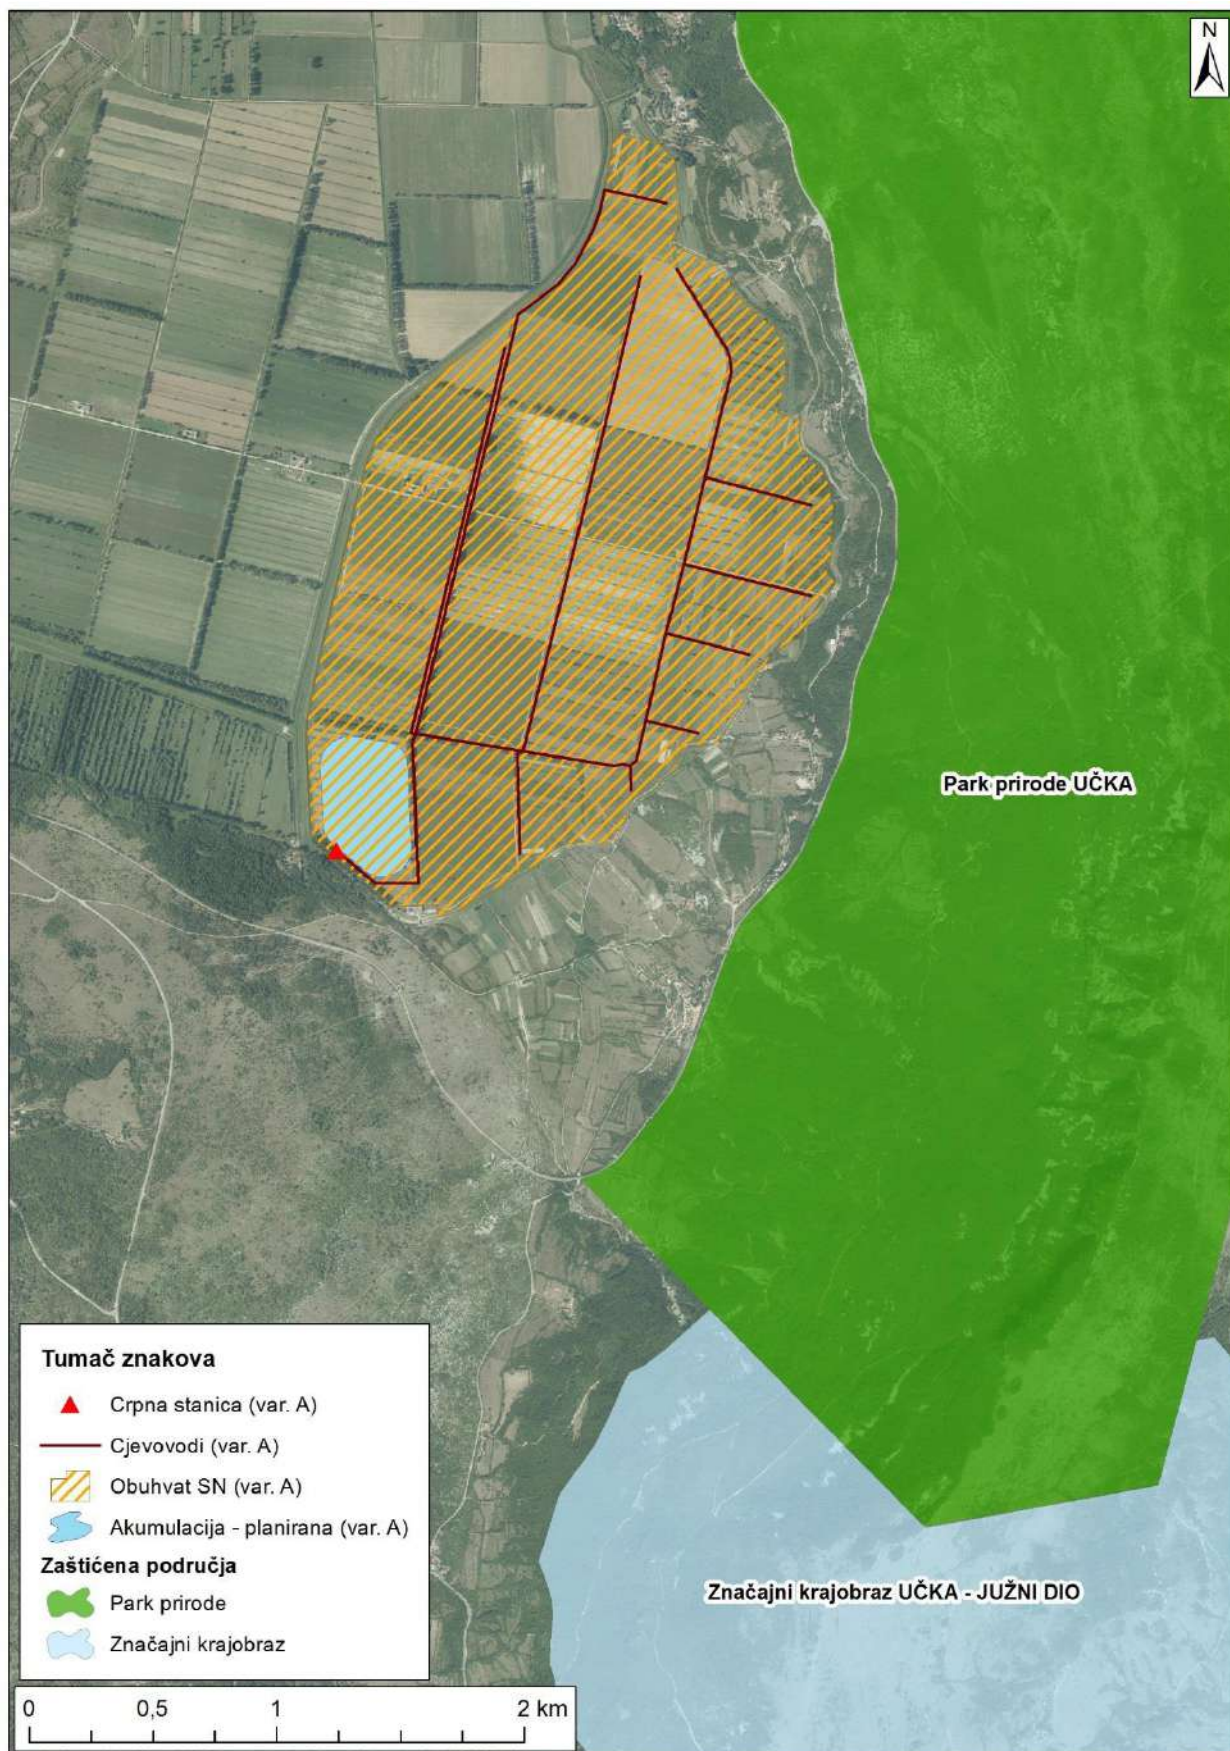 N
Park prirode UČKA
Tumač znakova
Crpna stanica (var. A)
Cjevovodi (var. A)
Obuhvat SN (var. A)
Akumulacija - planirana (var. A)
Zaštićena područja
Park prirode
Značajni krajobraz
Značajni krajobraz UČKA - JUŽNI DIO
0 0,5 1 2 km